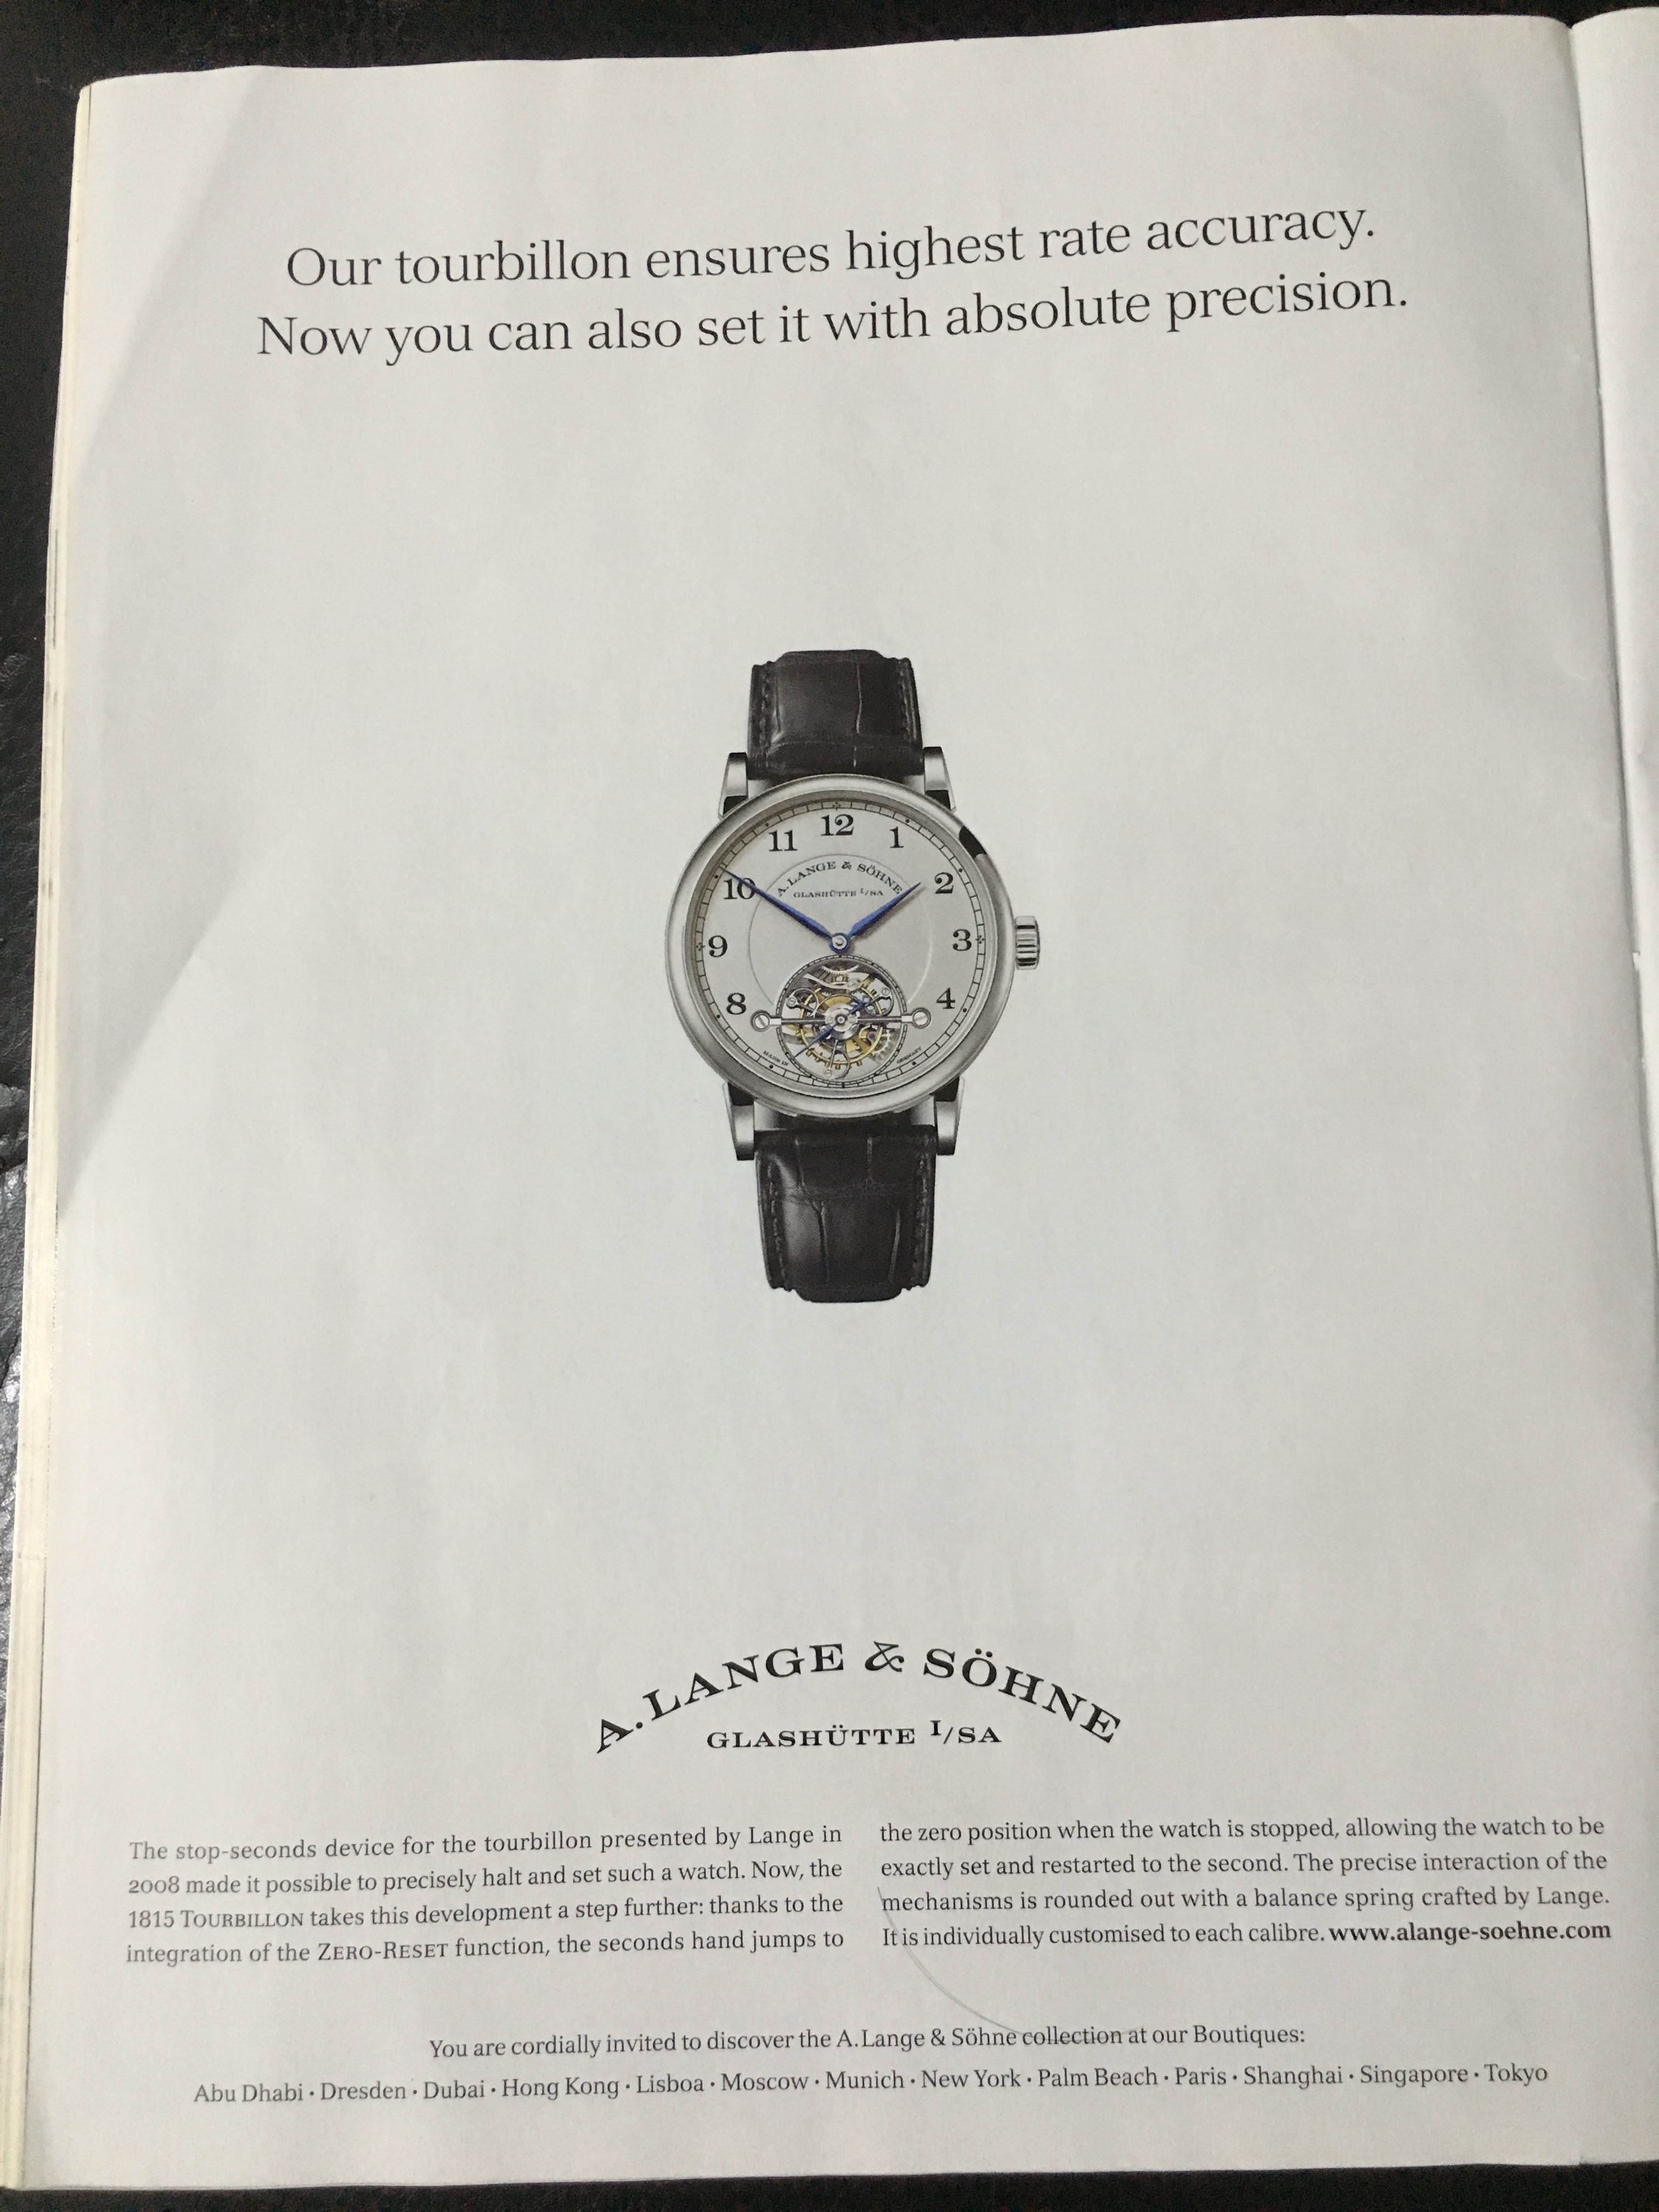 Our tourbillon ensures highest rate accuracy.
Now you can also set it with absolute precision.
12
11 1
10 2
A. LANGE & SÖHNE
GLASHÜTTE I/SA
9 3
8 4
MADE IN GERMANY
A. LANGE & SÖHNE
GLASHÜTTE I/SA
The stop-seconds device for the tourbillon presented by Lange in
2008 made it possible to precisely halt and set such a watch. Now, the
1815 TOURBILLON takes this development a step further: thanks to the
integration of the ZERO-RESET function, the seconds hand jumps to
the zero position when the watch is stopped, allowing the watch to be
exactly set and restarted to the second. The precise interaction of the
mechanisms is rounded out with a balance spring crafted by Lange.
It is individually customised to each calibre. www.alange-soehne.com
You are cordially invited to discover the A. Lange & Söhne collection at our Boutiques:
Abu Dhabi · Dresden · Dubai · Hong Kong · Lisboa · Moscow · Munich · New York · Palm Beach · Paris · Shanghai · Singapore · Tokyo